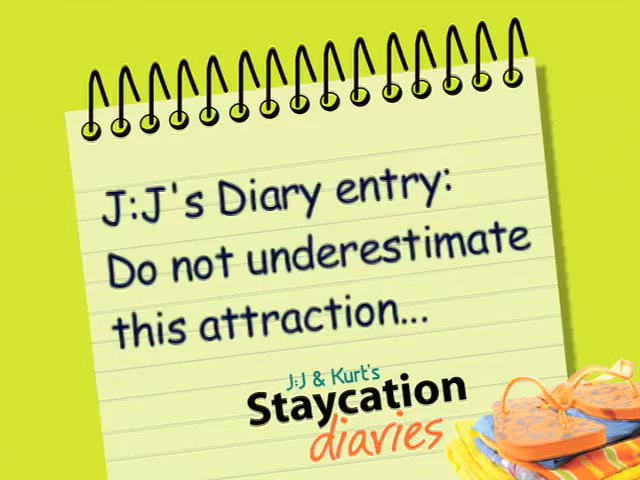 J:J's Diary entry:
Do not underestimate
this attraction...
J:J & Kurt's
Staycation
diaries